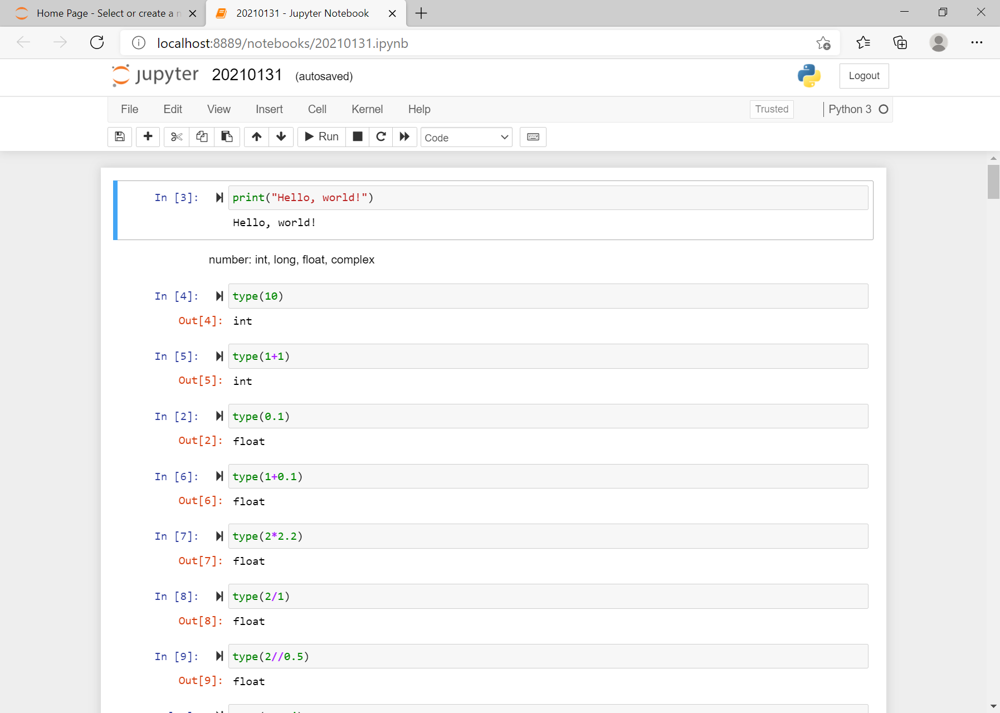 Home Page - Select or create a n
20210131 - Jupyter Notebook
localhost:8889/notebooks/20210131.ipynb
jupyter 20210131 (autosaved)
Logout
File Edit View Insert Cell Kernel Help
Trusted
Python 3
Run
Code
In [3]: print("Hello, world!")
Hello, world!
number: int, long, float, complex
In [4]: type(10)
Out[4]: int
In [5]: type(1+1)
Out[5]: int
In [2]: type(0.1)
Out[2]: float
In [6]: type(1+0.1)
Out[6]: float
In [7]: type(2*2.2)
Out[7]: float
In [8]: type(2/1)
Out[8]: float
In [9]: type(2//0.5)
Out[9]: float